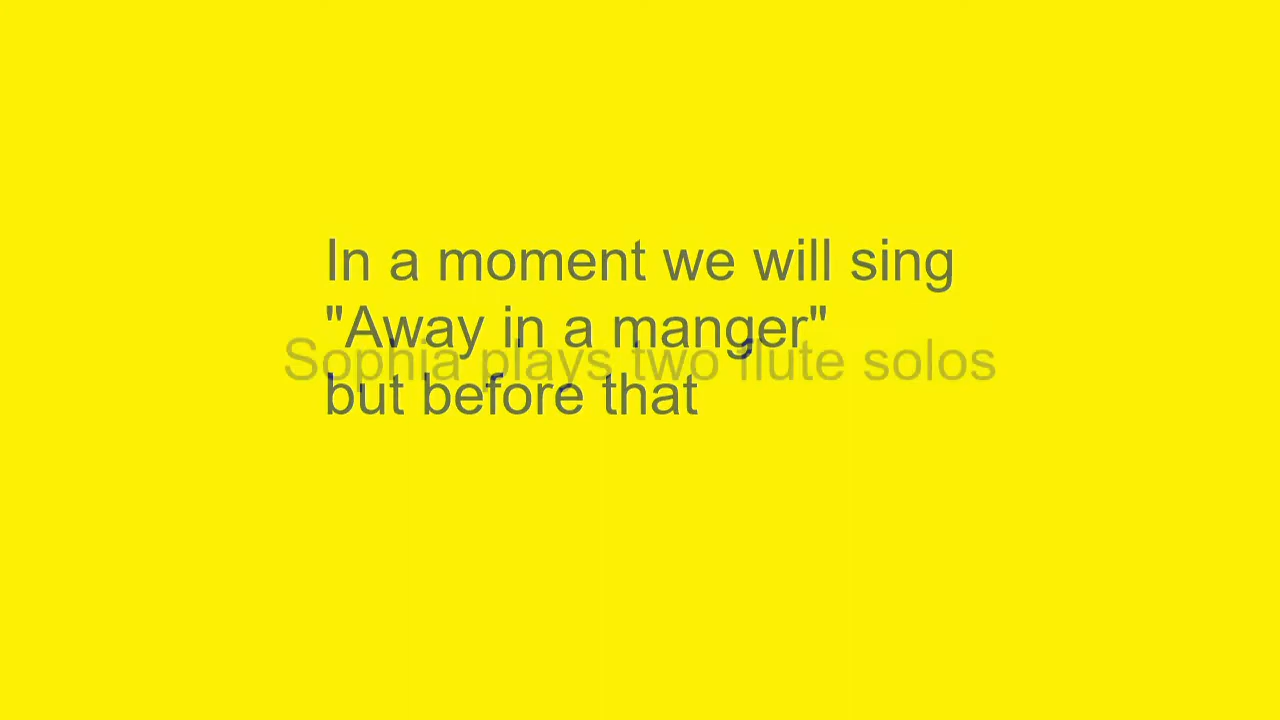 In a moment we will sing
"Away in a manger"
Sophia plays two flute solos
but before that